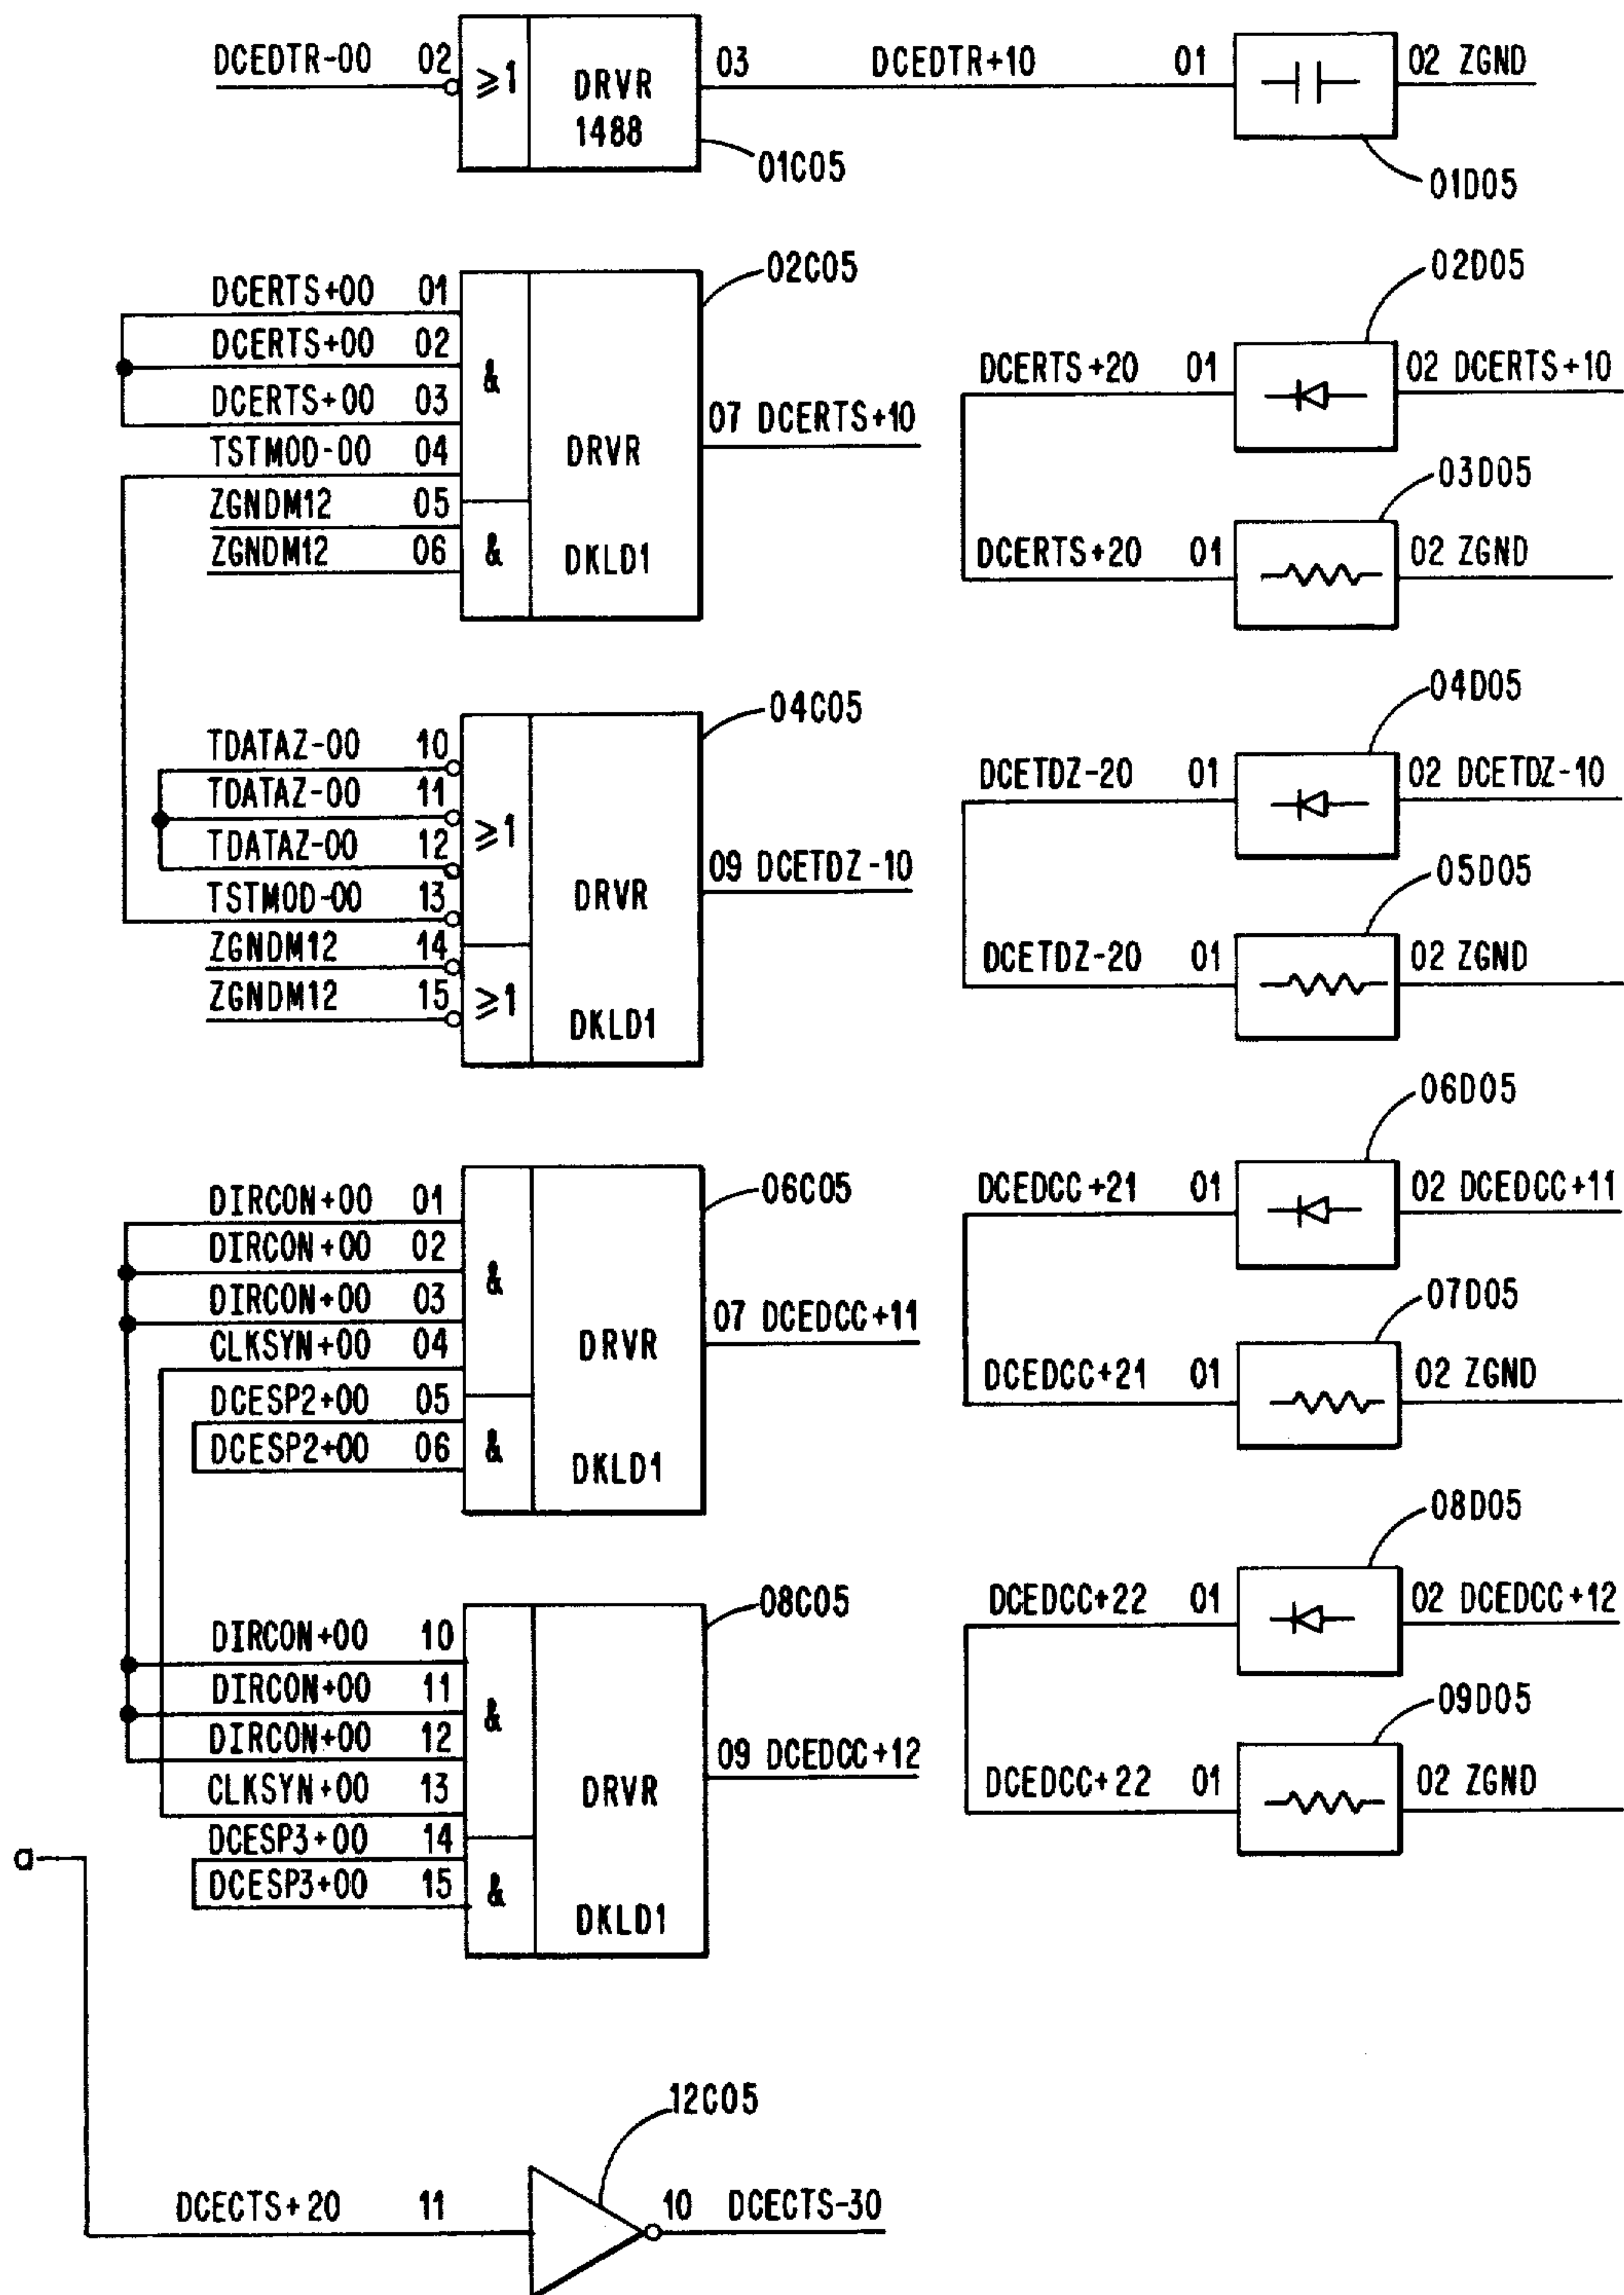 DCEDTR-00 02 ≥1 DRVR 1488 03 DCEDTR+10 01 02 ZGND
01C05
01D05
02C05
DCERTS+00 01
DCERTS+00 02
DCERTS+00 03
TSTMOD-00 04
ZGNDM12 05
ZGNDM12 06
&
&
DRVR
DKLD1
07 DCERTS+10
02D05
DCERTS+20 01 02 DCERTS+10
03D05
DCERTS+20 01 02 ZGND
04C05
TDATAZ-00 10
TDATAZ-00 11
TDATAZ-00 12
TSTMOD-00 13
ZGNDM12 14
ZGNDM12 15
≥1
≥1
DRVR
DKLD1
09 DCETDZ-10
04D05
DCETDZ-20 01 02 DCETDZ-10
05D05
DCETDZ-20 01 02 ZGND
06C05
DIRCON+00 01
DIRCON+00 02
DIRCON+00 03
CLKSYN+00 04
DCESP2+00 05
DCESP2+00 06
&
&
DRVR
DKLD1
07 DCEDCC+11
06D05
DCEDCC+21 01 02 DCEDCC+11
07D05
DCEDCC+21 01 02 ZGND
08C05
DIRCON+00 10
DIRCON+00 11
DIRCON+00 12
CLKSYN+00 13
DCESP3+00 14
DCESP3+00 15
&
&
DRVR
DKLD1
09 DCEDCC+12
08D05
DCEDCC+22 01 02 DCEDCC+12
09D05
DCEDCC+22 01 02 ZGND
a
12C05
DCECTS+20 11 10 DCECTS-30